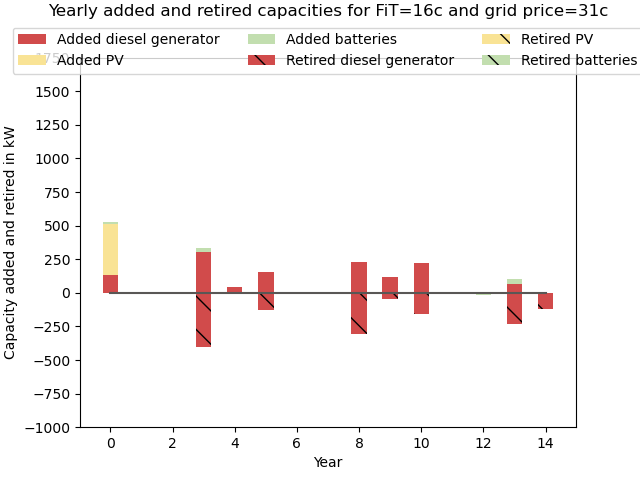 Yearly added and retired capacities for FiT=16c and grid price=31c
Added diesel generator
Added PV
Added batteries
Retired diesel generator
Retired PV
Retired batteries
Capacity added and retired in kW
1750
1500
1250
1000
750
500
250
0
−250
−500
−750
−1000
0 2 4 6 8 10 12 14
Year